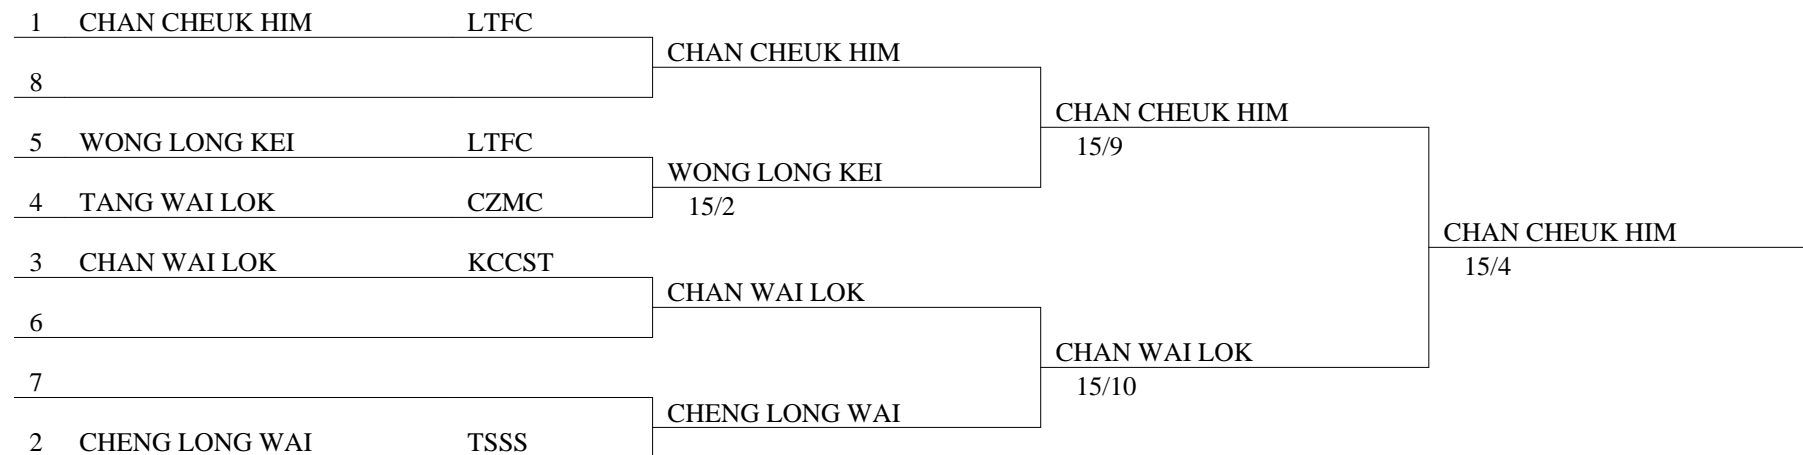 1 CHAN CHEUK HIM LTFC
CHAN CHEUK HIM
8
CHAN CHEUK HIM
15/9
5 WONG LONG KEI LTFC
WONG LONG KEI
15/2
4 TANG WAI LOK CZMC
CHAN CHEUK HIM
15/4
3 CHAN WAI LOK KCCST
CHAN WAI LOK
6
CHAN WAI LOK
15/10
7
CHENG LONG WAI
2 CHENG LONG WAI TSSS